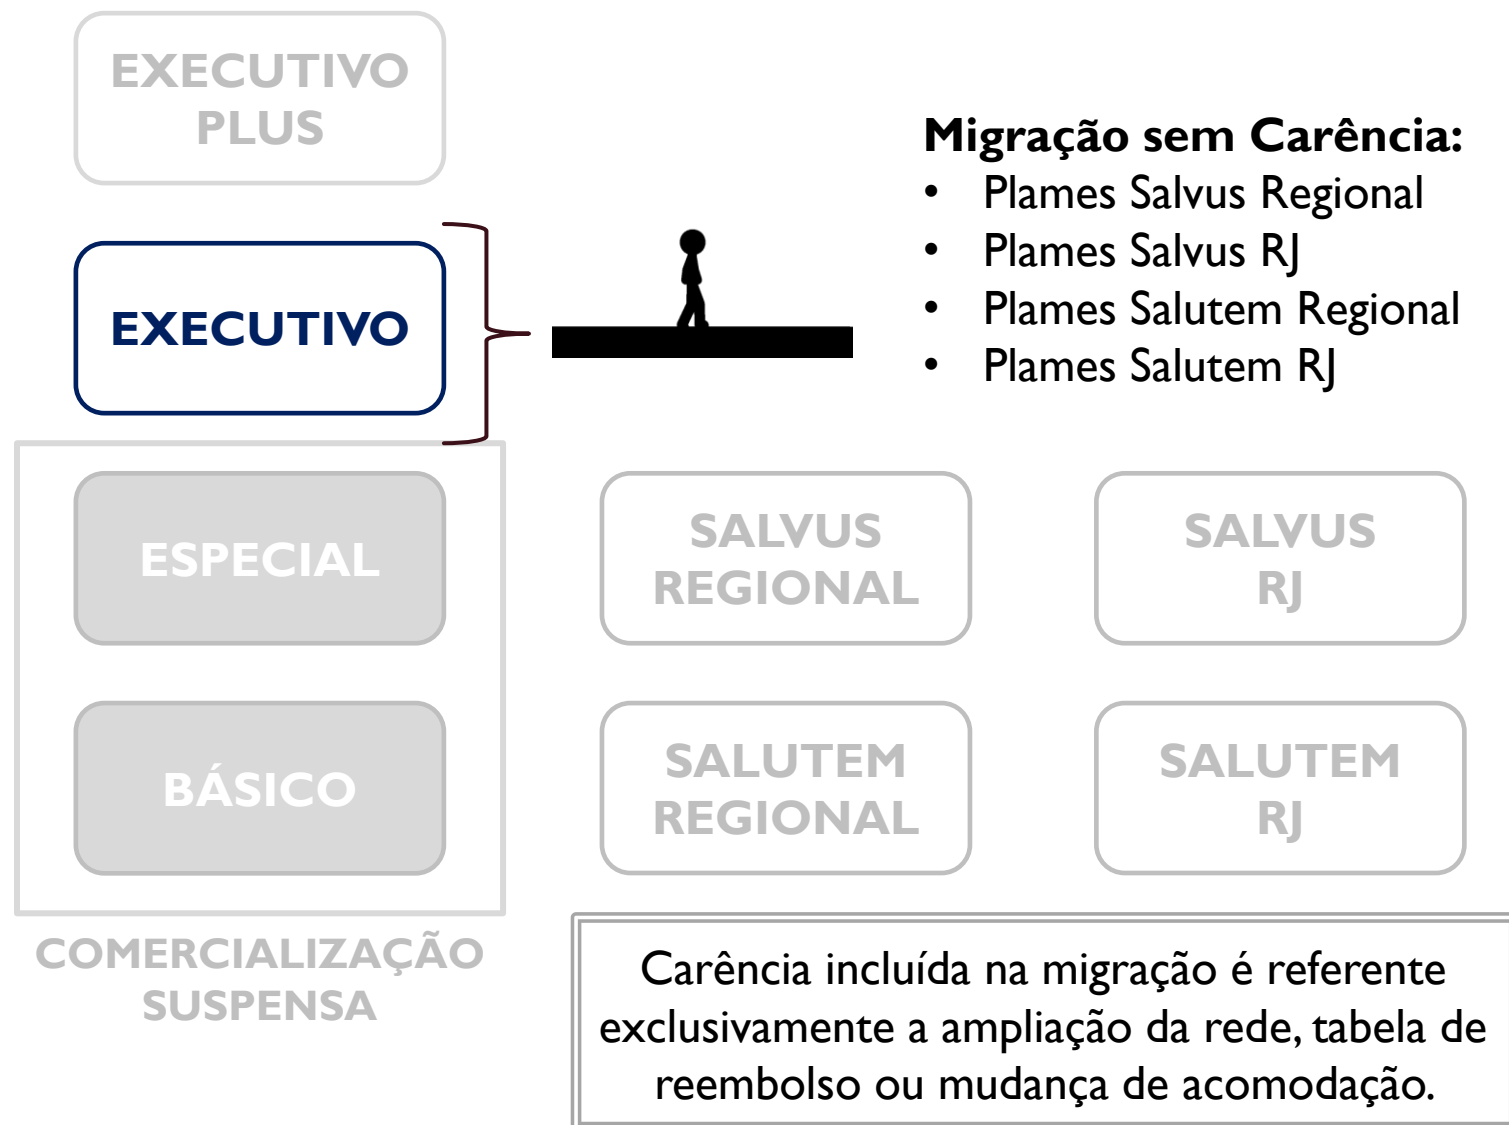 EXECUTIVO
PLUS
Migração sem Carência:
• Plames Salvus Regional
• Plames Salvus RJ
• Plames Salutem Regional
• Plames Salutem RJ
EXECUTIVO
ESPECIAL
SALVUS
REGIONAL
SALVUS
RJ
BÁSICO
SALUTEM
REGIONAL
SALUTEM
RJ
COMERCIALIZAÇÃO
SUSPENSA
Carência incluída na migração é referente
exclusivamente a ampliação da rede, tabela de
reembolso ou mudança de acomodação.